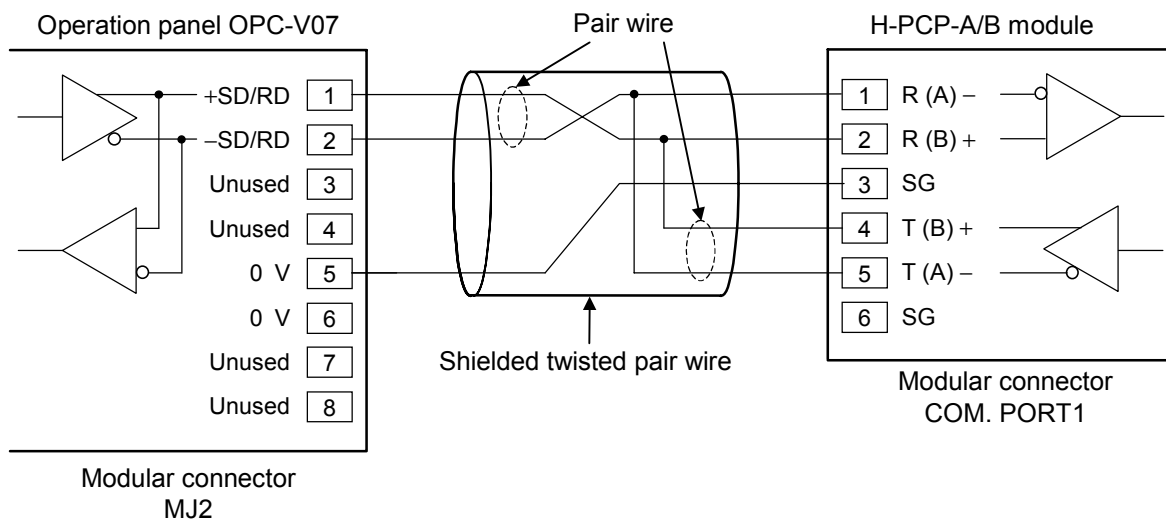 Operation panel OPC-V07
Pair wire
H-PCP-A/B module
+SD/RD 1
−SD/RD 2
Unused 3
Unused 4
0 V 5
0 V 6
Unused 7
Unused 8
1 R (A) −
2 R (B) +
3 SG
4 T (B) +
5 T (A) −
6 SG
Shielded twisted pair wire
Modular connector
COM. PORT1
Modular connector
MJ2